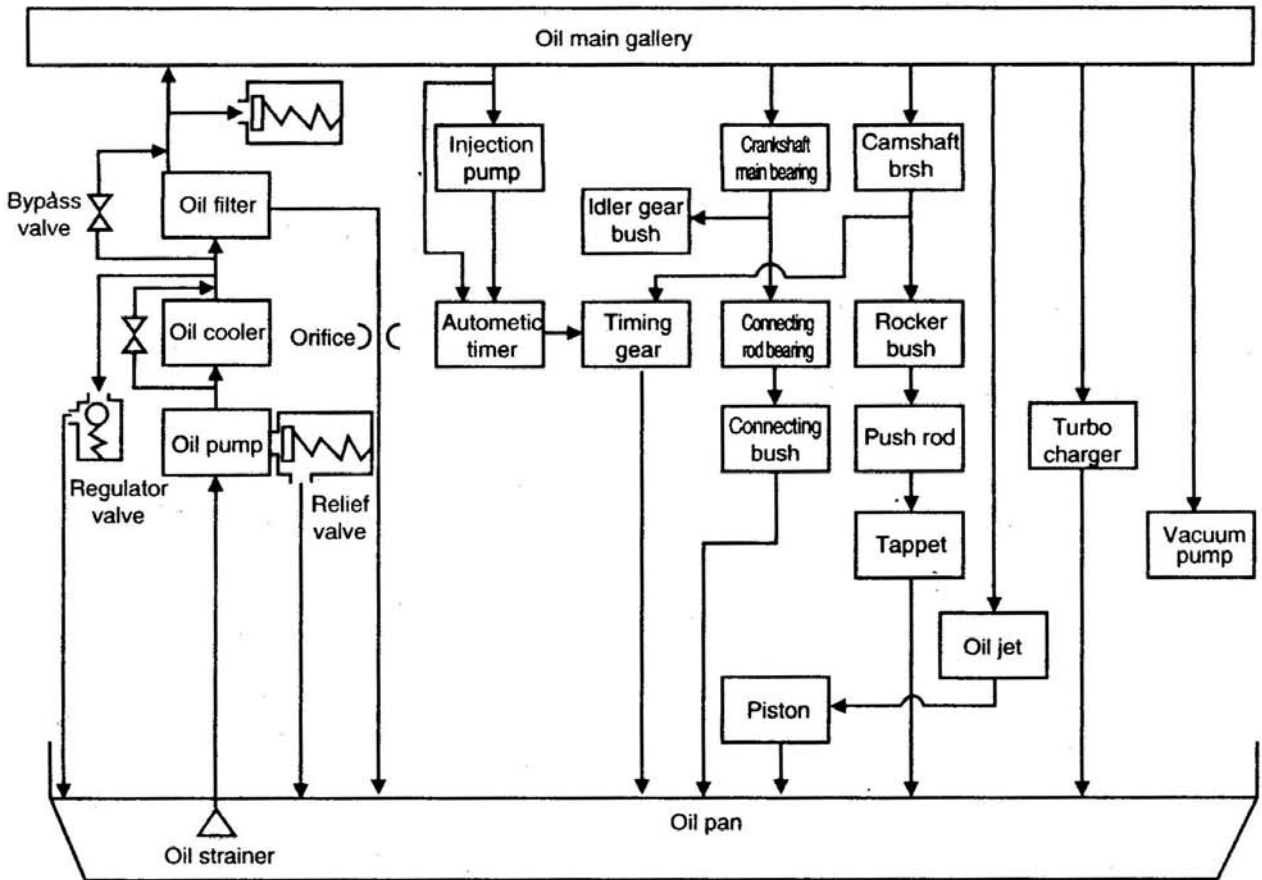 Oil main gallery
Injection
pump
Crankshaft
main bearing
Camshaft
brsh
Bypass
valve
Oil filter
Idler gear
bush
Oil cooler
Orifice
Autometic
timer
Timing
gear
Connecting
rod bearing
Rocker
bush
Oil pump
Connecting
bush
Push rod
Turbo
charger
Regulator
valve
Relief
valve
Tappet
Vacuum
pump
Oil jet
Piston
Oil pan
Oil strainer